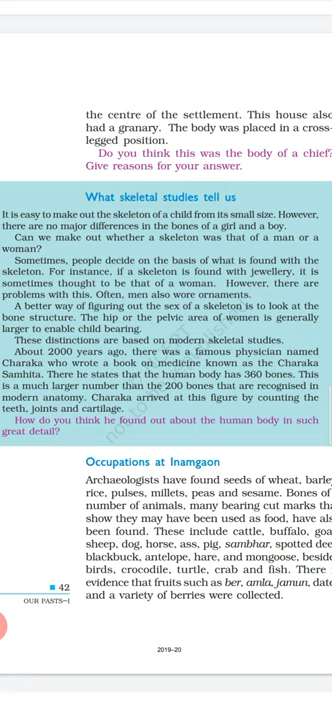 the centre of the settlement. This house also
had a granary. The body was placed in a cross-
legged position.
Do you think this was the body of a chief?
Give reasons for your answer.
What skeletal studies tell us
It is easy to make out the skeleton of a child from its small size. However,
there are no major differences in the bones of a girl and a boy.
Can we make out whether a skeleton was that of a man or a
woman?
Sometimes, people decide on the basis of what is found with the
skeleton. For instance, if a skeleton is found with jewellery, it is
sometimes thought to be that of a woman. However, there are
problems with this. Often, men also wore ornaments.
A better way of figuring out the sex of a skeleton is to look at the
bone structure. The hip or the pelvic area of women is generally
larger to enable child bearing.
These distinctions are based on modern skeletal studies.
About 2000 years ago, there was a famous physician named
Charaka who wrote a book on medicine known as the Charaka
Samhita. There he states that the human body has 360 bones. This
is a much larger number than the 200 bones that are recognised in
modern anatomy. Charaka arrived at this figure by counting the
teeth, joints and cartilage.
How do you think he found out about the human body in such
great detail?
Occupations at Inamgaon
Archaeologists have found seeds of wheat, barley
rice, pulses, millets, peas and sesame. Bones of
number of animals, many bearing cut marks tha
show they may have been used as food, have als
been found. These include cattle, buffalo, goa
sheep, dog, horse, ass, pig, sambhar, spotted dee
blackbuck, antelope, hare, and mongoose, beside
birds, crocodile, turtle, crab and fish. There
evidence that fruits such as ber, amla, jamun, date
and a variety of berries were collected.
42
OUR PASTS–I
2019-20